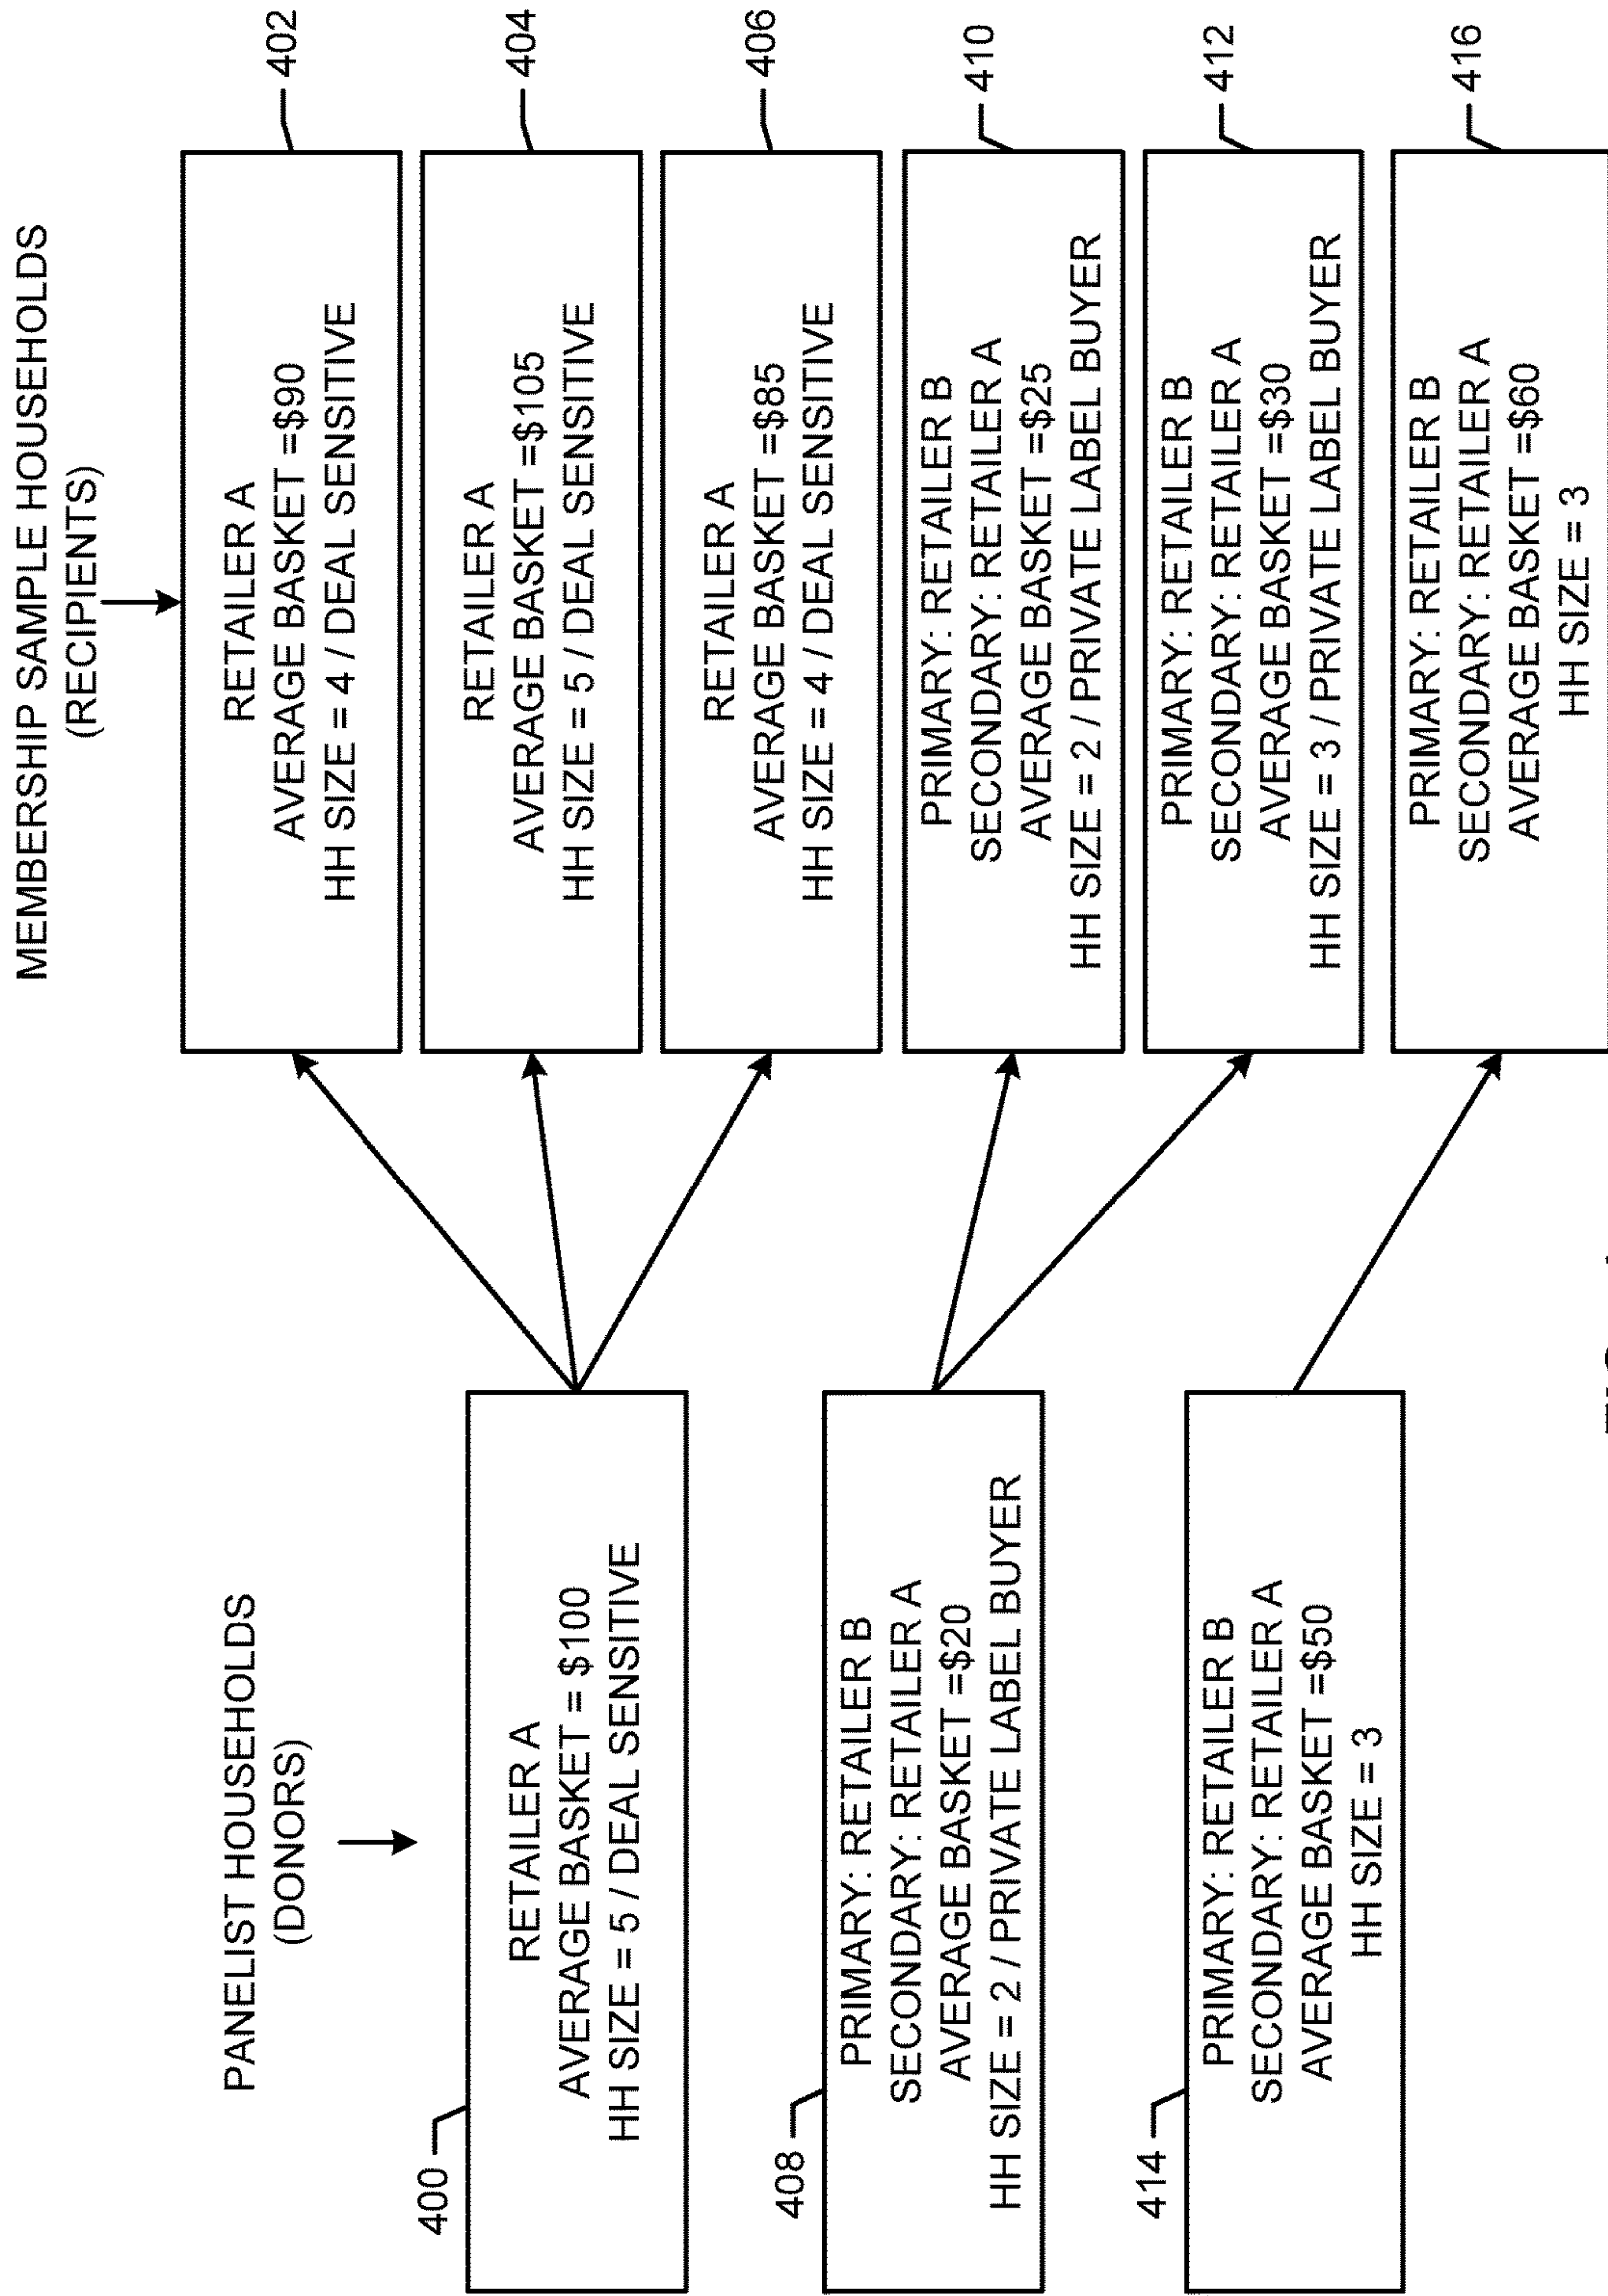 PANELIST HOUSEHOLDS
(DONORS)
400
RETAILER A
AVERAGE BASKET = $100
HH SIZE = 5 / DEAL SENSITIVE
408
PRIMARY: RETAILER B
SECONDARY: RETAILER A
AVERAGE BASKET =$20
HH SIZE = 2 / PRIVATE LABEL BUYER
414
PRIMARY: RETAILER B
SECONDARY: RETAILER A
AVERAGE BASKET =$50
HH SIZE = 3
MEMBERSHIP SAMPLE HOUSEHOLDS
(RECIPIENTS)
RETAILER A
AVERAGE BASKET =$90
HH SIZE = 4 / DEAL SENSITIVE
402
RETAILER A
AVERAGE BASKET =$105
HH SIZE = 5 / DEAL SENSITIVE
404
RETAILER A
AVERAGE BASKET =$85
HH SIZE = 4 / DEAL SENSITIVE
406
PRIMARY: RETAILER B
SECONDARY: RETAILER A
AVERAGE BASKET =$25
HH SIZE = 2 / PRIVATE LABEL BUYER
410
PRIMARY: RETAILER B
SECONDARY: RETAILER A
AVERAGE BASKET =$30
HH SIZE = 3 / PRIVATE LABEL BUYER
412
PRIMARY: RETAILER B
SECONDARY: RETAILER A
AVERAGE BASKET =$60
HH SIZE = 3
416